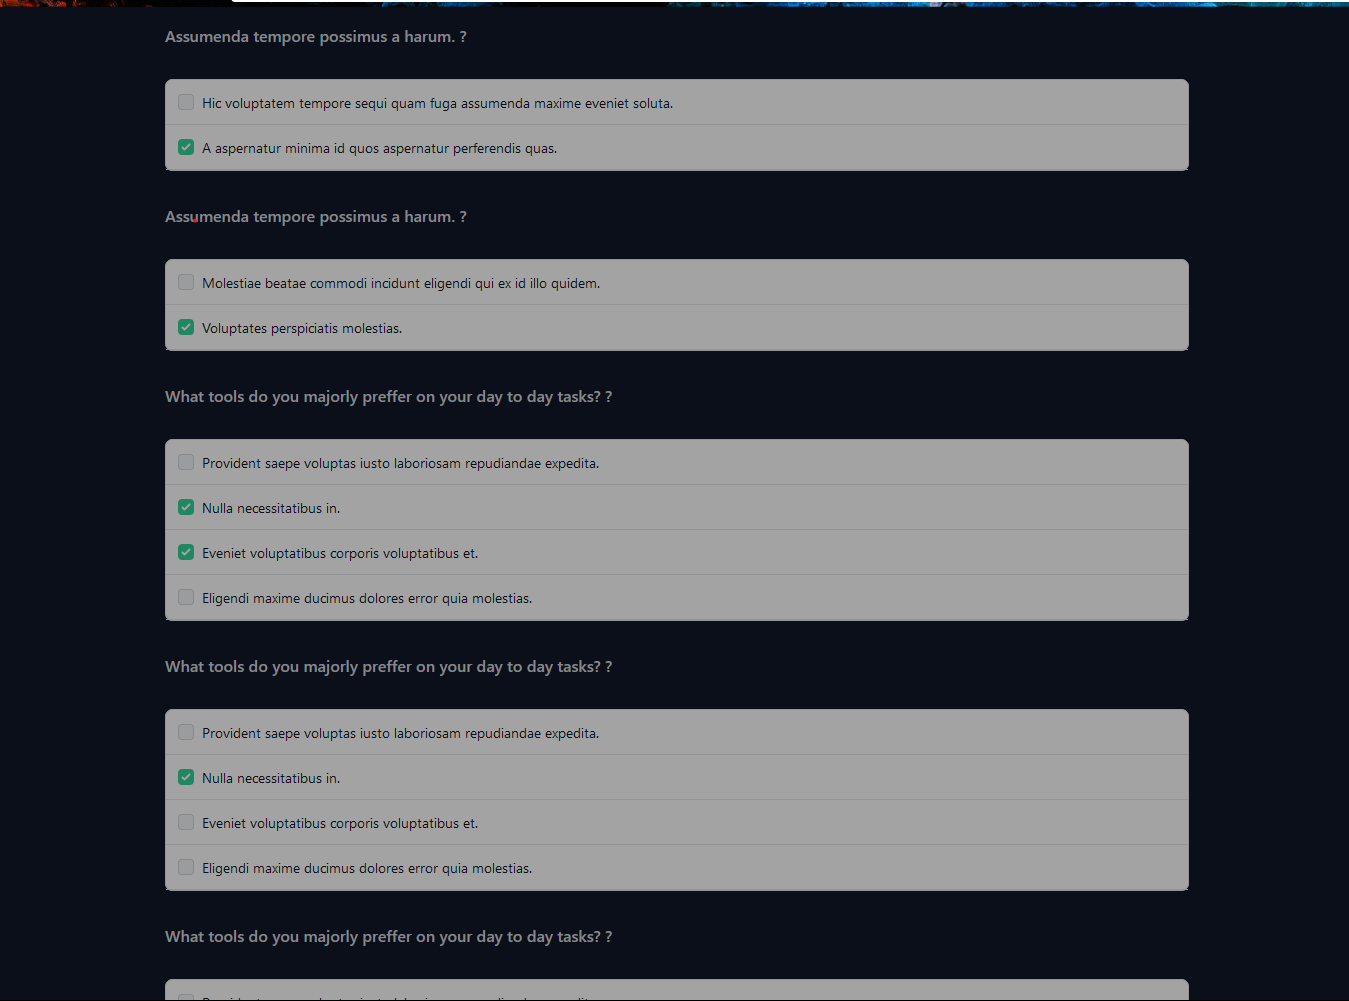 Assumenda tempore possimus a harum. ?
Hic voluptatem tempore sequi quam fuga assumenda maxime eveniet soluta.
A aspernatur minima id quos aspernatur perferendis quas.
Assumenda tempore possimus a harum. ?
Molestiae beatae commodi incidunt eligendi qui ex id illo quidem.
Voluptates perspiciatis molestias.
What tools do you majorly preffer on your day to day tasks? ?
Provident saepe voluptas iusto laboriosam repudiandae expedita.
Nulla necessitatibus in.
Eveniet voluptatibus corporis voluptatibus et.
Eligendi maxime ducimus dolores error quia molestias.
What tools do you majorly preffer on your day to day tasks? ?
Provident saepe voluptas iusto laboriosam repudiandae expedita.
Nulla necessitatibus in.
Eveniet voluptatibus corporis voluptatibus et.
Eligendi maxime ducimus dolores error quia molestias.
What tools do you majorly preffer on your day to day tasks? ?